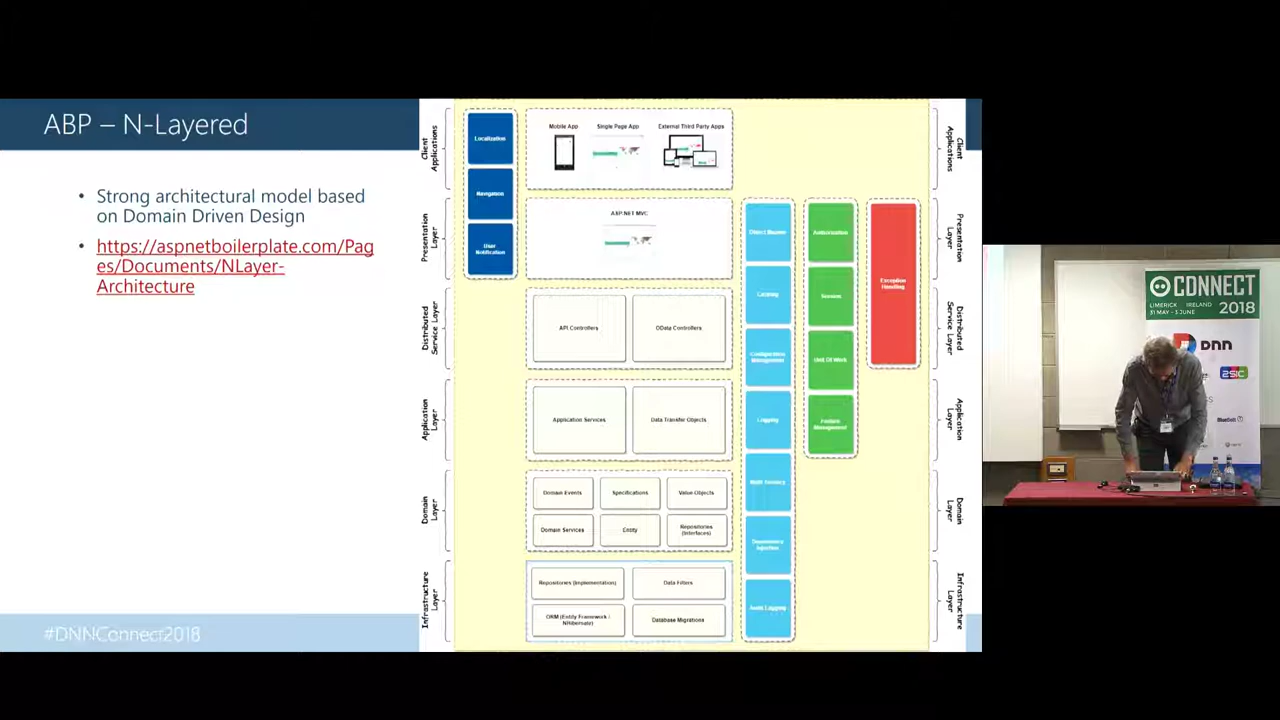 ABP – N-Layered
• Strong architectural model based
on Domain Driven Design
• https://aspnetboilerplate.com/Pag
es/Documents/NLayer-
Architecture
#DNNConnect2018
Client
Applications
Presentation
Layer
Distributed
Service Layer
Application
Layer
Domain
Layer
Infrastructure
Layer
Localization
Navigation
User
Notification
Mobile App
Single Page App
External Third Party Apps
ASP.NET MVC
API Controllers
OData Controllers
Application Services
Data Transfer Objects
Domain Events
Specifications
Value Objects
Domain Services
Entity
Repositories
(Interfaces)
Repositories (Implementation)
Data Filters
ORM (Entity Framework /
NHibernate)
Database Migrations
Caching
Configuration
Management
Logging
Multi Tenancy
Dependency
Injection
Audit Logging
Authorization
Session
Unit Of Work
Feature
Management
Exception
Handling
Client
Applications
Presentation
Layer
Distributed
Service Layer
Application
Layer
Domain
Layer
Infrastructure
Layer
CONNECT
LIMERICK IRELAND
31 MAY - 3 JUNE
2018
DNN
2SIC